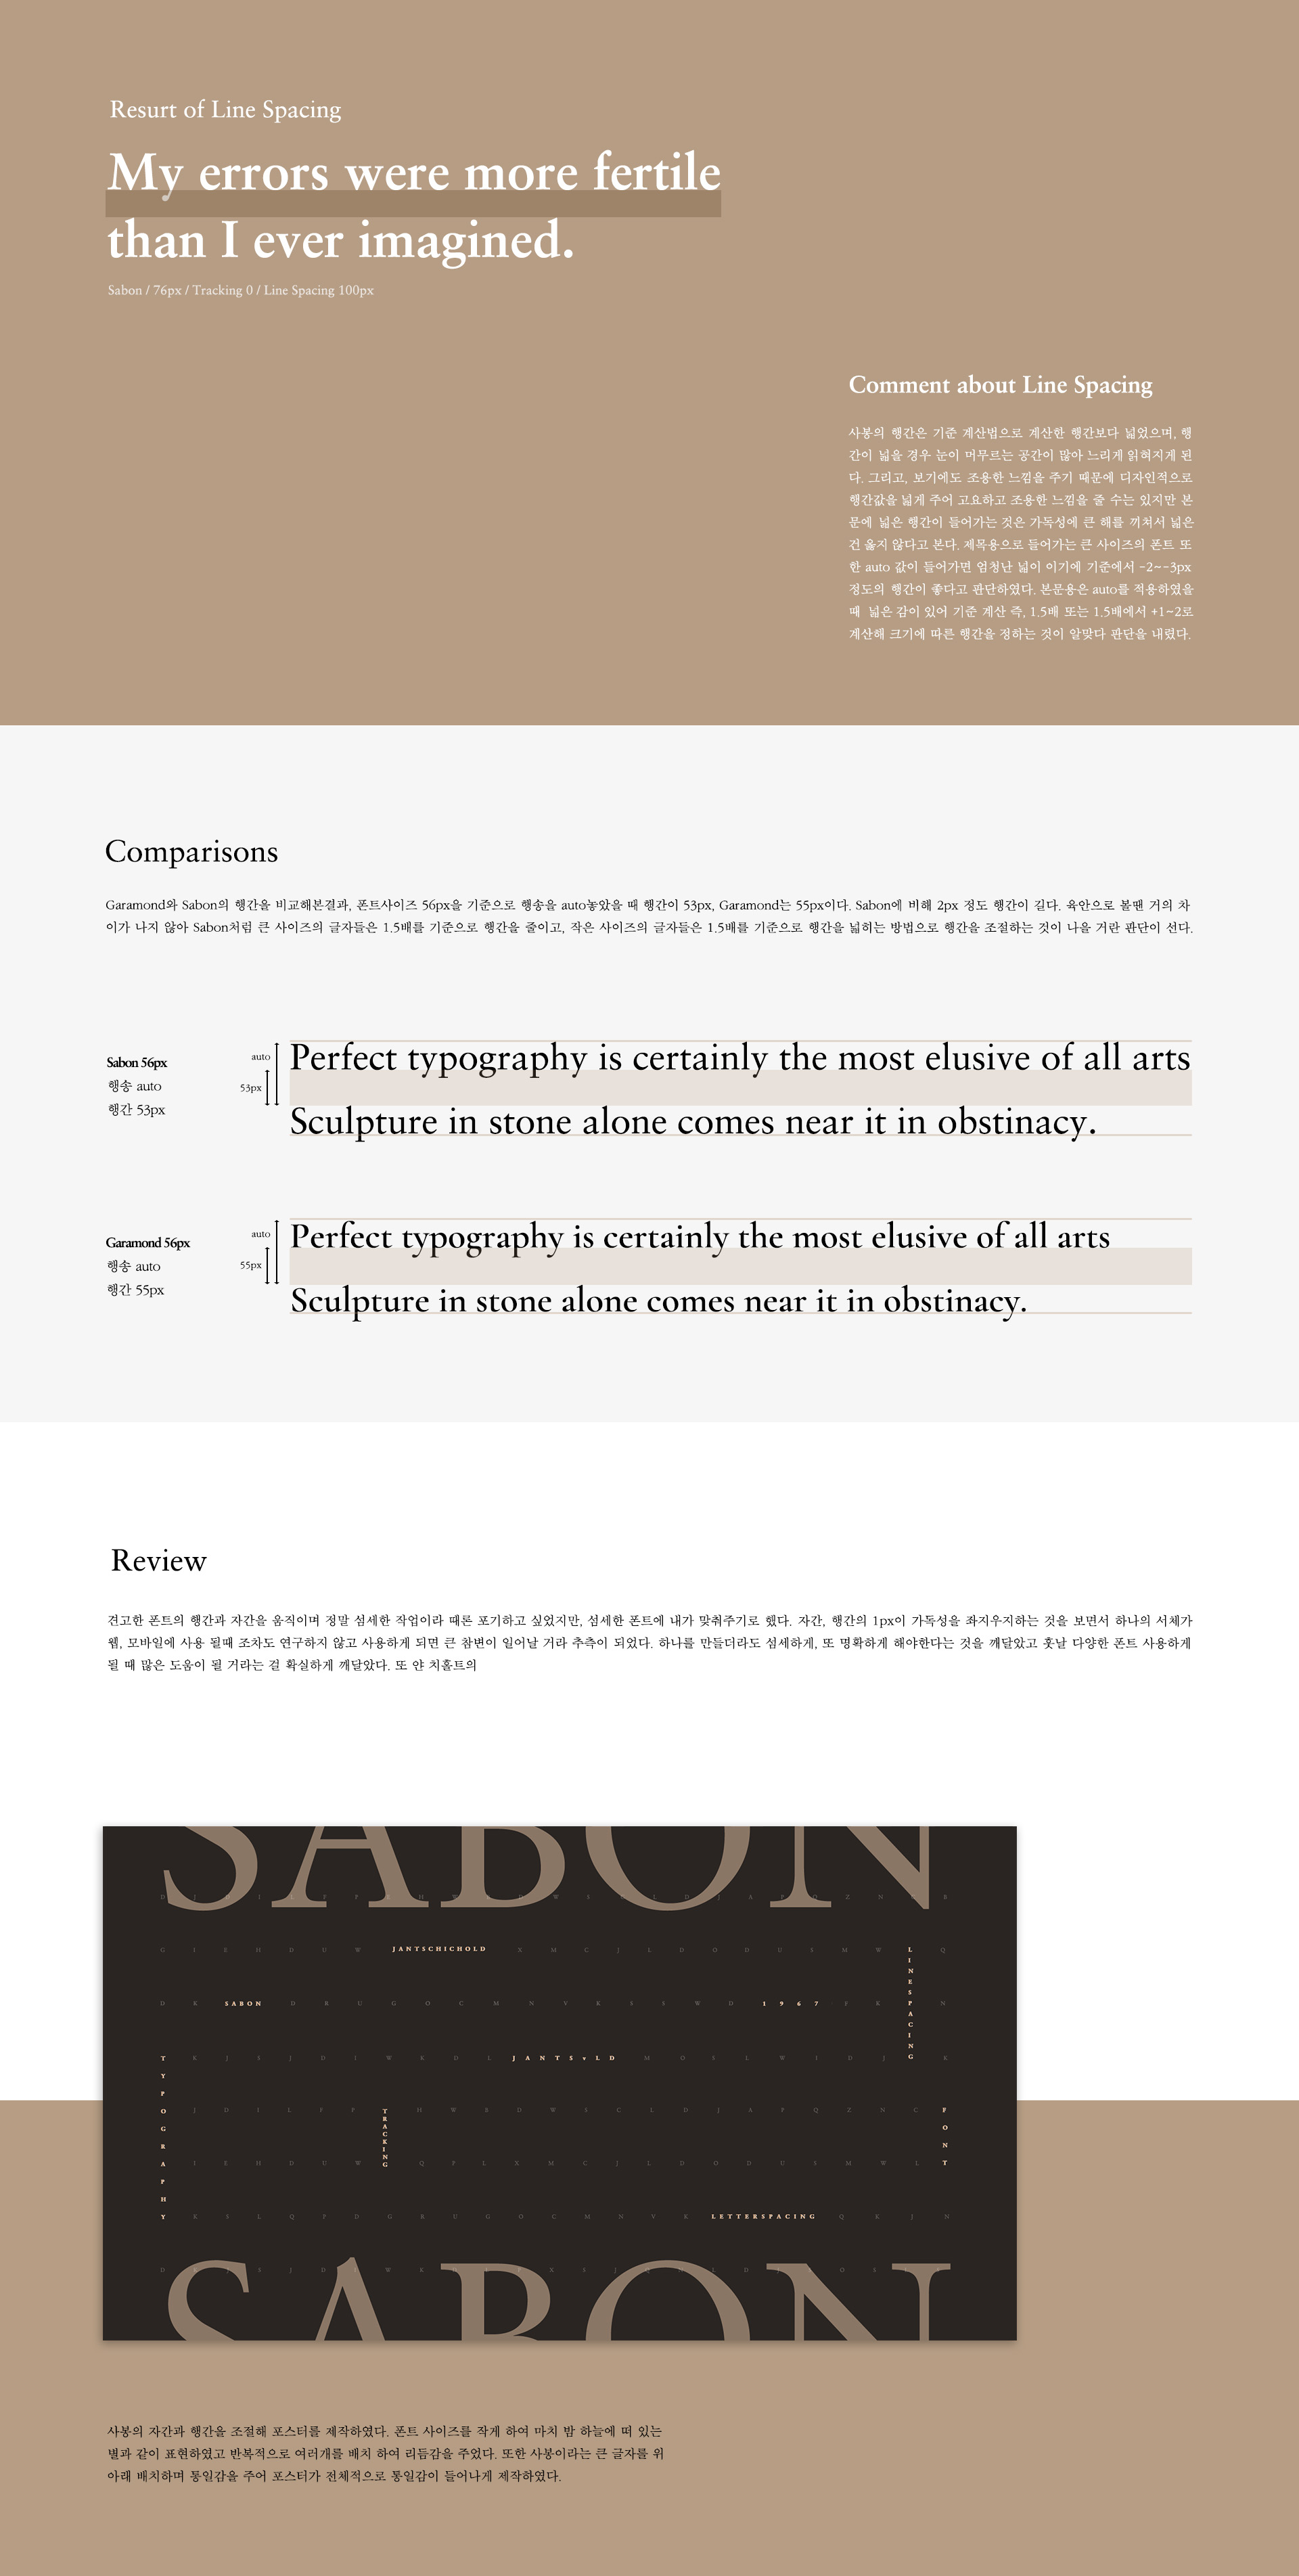 Resurt of Line Spacing
My errors were more fertile
than I ever imagined.
Sabon / 76px / Tracking 0 / Line Spacing 100px
Comment about Line Spacing
사봉의 행간은 기준 계산법으로 계산한 행간보다 넓었으며, 행
간이 넓을 경우 눈이 머무르는 공간이 많아 느리게 읽혀지게 된
다. 그리고, 보기에도 조용한 느낌을 주기 때문에 디자인적으로
행간값을 넓게 주어 고요하고 조용한 느낌을 줄 수는 있지만 본
문에 넓은 행간이 들어가는 것은 가독성에 큰 해를 끼쳐서 넓은
건 옳지 않다고 본다. 제목용으로 들어가는 큰 사이즈의 폰트 또
한 auto 값이 들어가면 엄청난 넓이 이기에 기준에서 -2~-3px
정도의 행간이 좋다고 판단하였다. 본문용은 auto를 적용하였을
때 넓은 감이 있어 기준 계산 즉, 1.5배 또는 1.5배에서 +1~2로
계산해 크기에 따른 행간을 정하는 것이 알맞다 판단을 내렸다.
Comparisons
Garamond와 Sabon의 행간을 비교해본결과, 폰트사이즈 56px을 기준으로 행송을 auto놓았을 때 행간이 53px, Garamond는 55px이다. Sabon에 비해 2px 정도 행간이 길다. 육안으로 볼땐 거의 차
이가 나지 않아 Sabon처럼 큰 사이즈의 글자들은 1.5배를 기준으로 행간을 줄이고, 작은 사이즈의 글자들은 1.5배를 기준으로 행간을 넓히는 방법으로 행간을 조절하는 것이 나을 거란 판단이 선다.
Sabon 56px
행송 auto
행간 53px
auto
53px
Perfect typography is certainly the most elusive of all arts
Sculpture in stone alone comes near it in obstinacy.
Garamond 56px
행송 auto
행간 55px
auto
55px
Perfect typography is certainly the most elusive of all arts
Sculpture in stone alone comes near it in obstinacy.
Review
견고한 폰트의 행간과 자간을 움직이며 정말 섬세한 작업이라 때론 포기하고 싶었지만, 섬세한 폰트에 내가 맞춰주기로 했다. 자간, 행간의 1px이 가독성을 좌지우지하는 것을 보면서 하나의 서체가
웹, 모바일에 사용 될때 조차도 연구하지 않고 사용하게 되면 큰 참변이 일어날 거라 추측이 되었다. 하나를 만들더라도 섬세하게, 또 명확하게 해야한다는 것을 깨달았고 훗날 다양한 폰트 사용하게
될 때 많은 도움이 될 거라는 걸 확실하게 깨달았다. 또 얀 치홀트의
SABON
JANTSCHICHOLD
LINESPACING
SABON
1967
TYPOGRAPHY
TRACKING
FONT
LETTERSPACING
SABON
사봉의 자간과 행간을 조절해 포스터를 제작하였다. 폰트 사이즈를 작게 하여 마치 밤 하늘에 떠 있는
별과 같이 표현하였고 반복적으로 여러개를 배치 하여 리듬감을 주었다. 또한 사봉이라는 큰 글자를 위
아래 배치하며 통일감을 주어 포스터가 전체적으로 통일감이 들어나게 제작하였다.